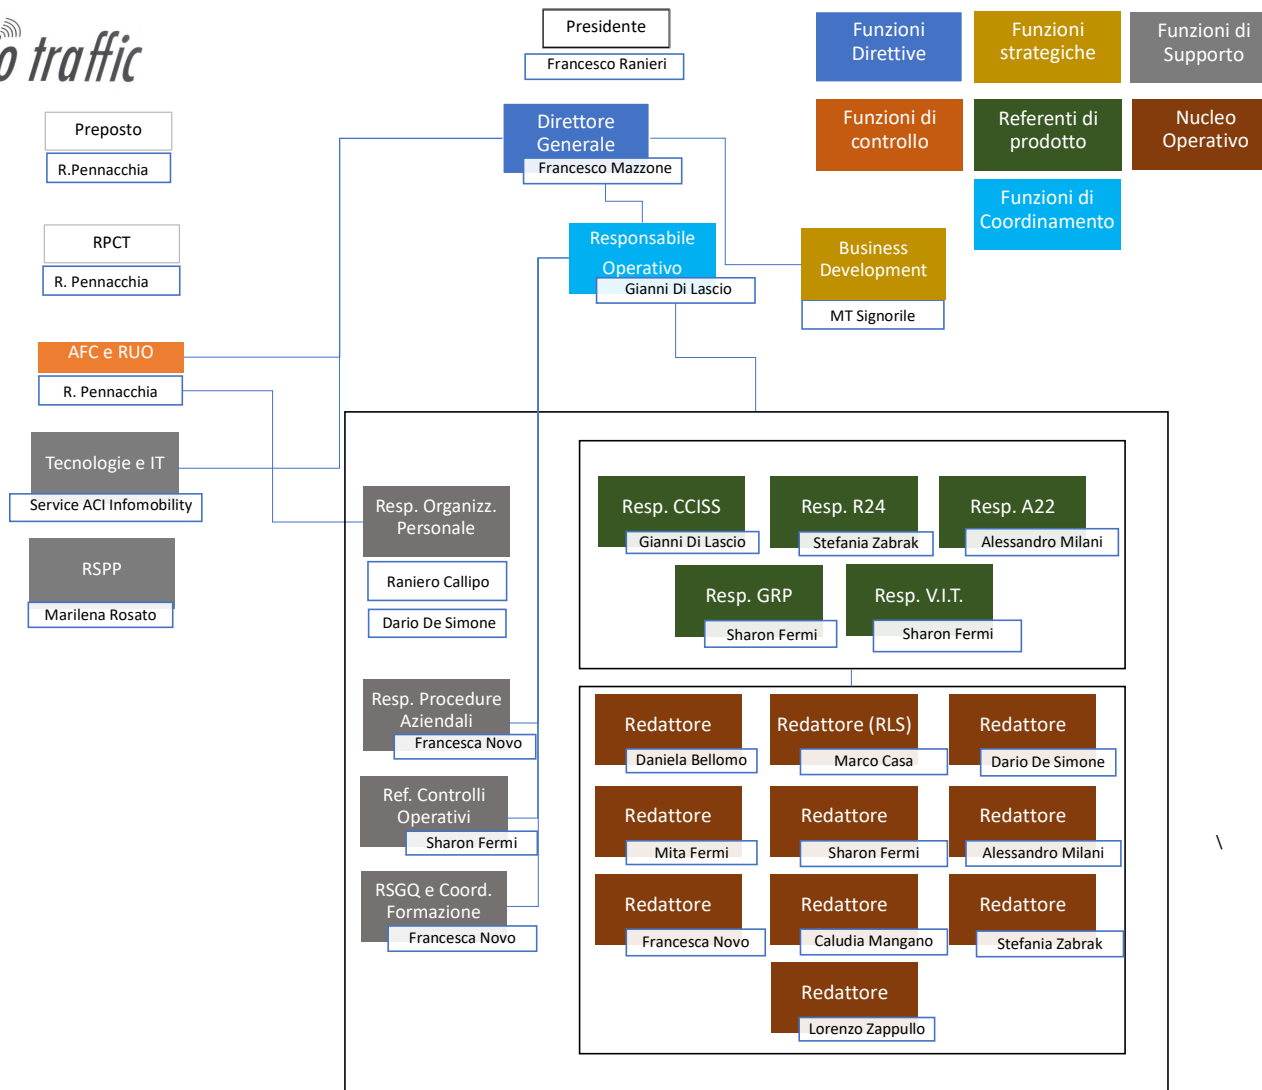 o traffic
Presidente
Francesco Ranieri
Funzioni
Direttive
Funzioni
strategiche
Funzioni di
Supporto
Funzioni di
controllo
Referenti di
prodotto
Nucleo
Operativo
Funzioni di
Coordinamento
Preposto
R.Pennacchia
Direttore
Generale
Francesco Mazzone
RPCT
R. Pennacchia
Responsabile
Operativo
Gianni Di Lascio
Business
Development
MT Signorile
AFC e RUO
R. Pennacchia
Tecnologie e IT
Service ACI Infomobility
RSPP
Marilena Rosato
Resp. Organizz.
Personale
Raniero Callipo
Dario De Simone
Resp. CCISS
Gianni Di Lascio
Resp. R24
Stefania Zabrak
Resp. A22
Alessandro Milani
Resp. GRP
Sharon Fermi
Resp. V.I.T.
Sharon Fermi
Resp. Procedure
Aziendali
Francesca Novo
Ref. Controlli
Operativi
Sharon Fermi
RSGQ e Coord.
Formazione
Francesca Novo
Redattore
Daniela Bellomo
Redattore (RLS)
Marco Casa
Redattore
Dario De Simone
Redattore
Mita Fermi
Redattore
Sharon Fermi
Redattore
Alessandro Milani
\
Redattore
Francesca Novo
Redattore
Caludia Mangano
Redattore
Stefania Zabrak
Redattore
Lorenzo Zappullo